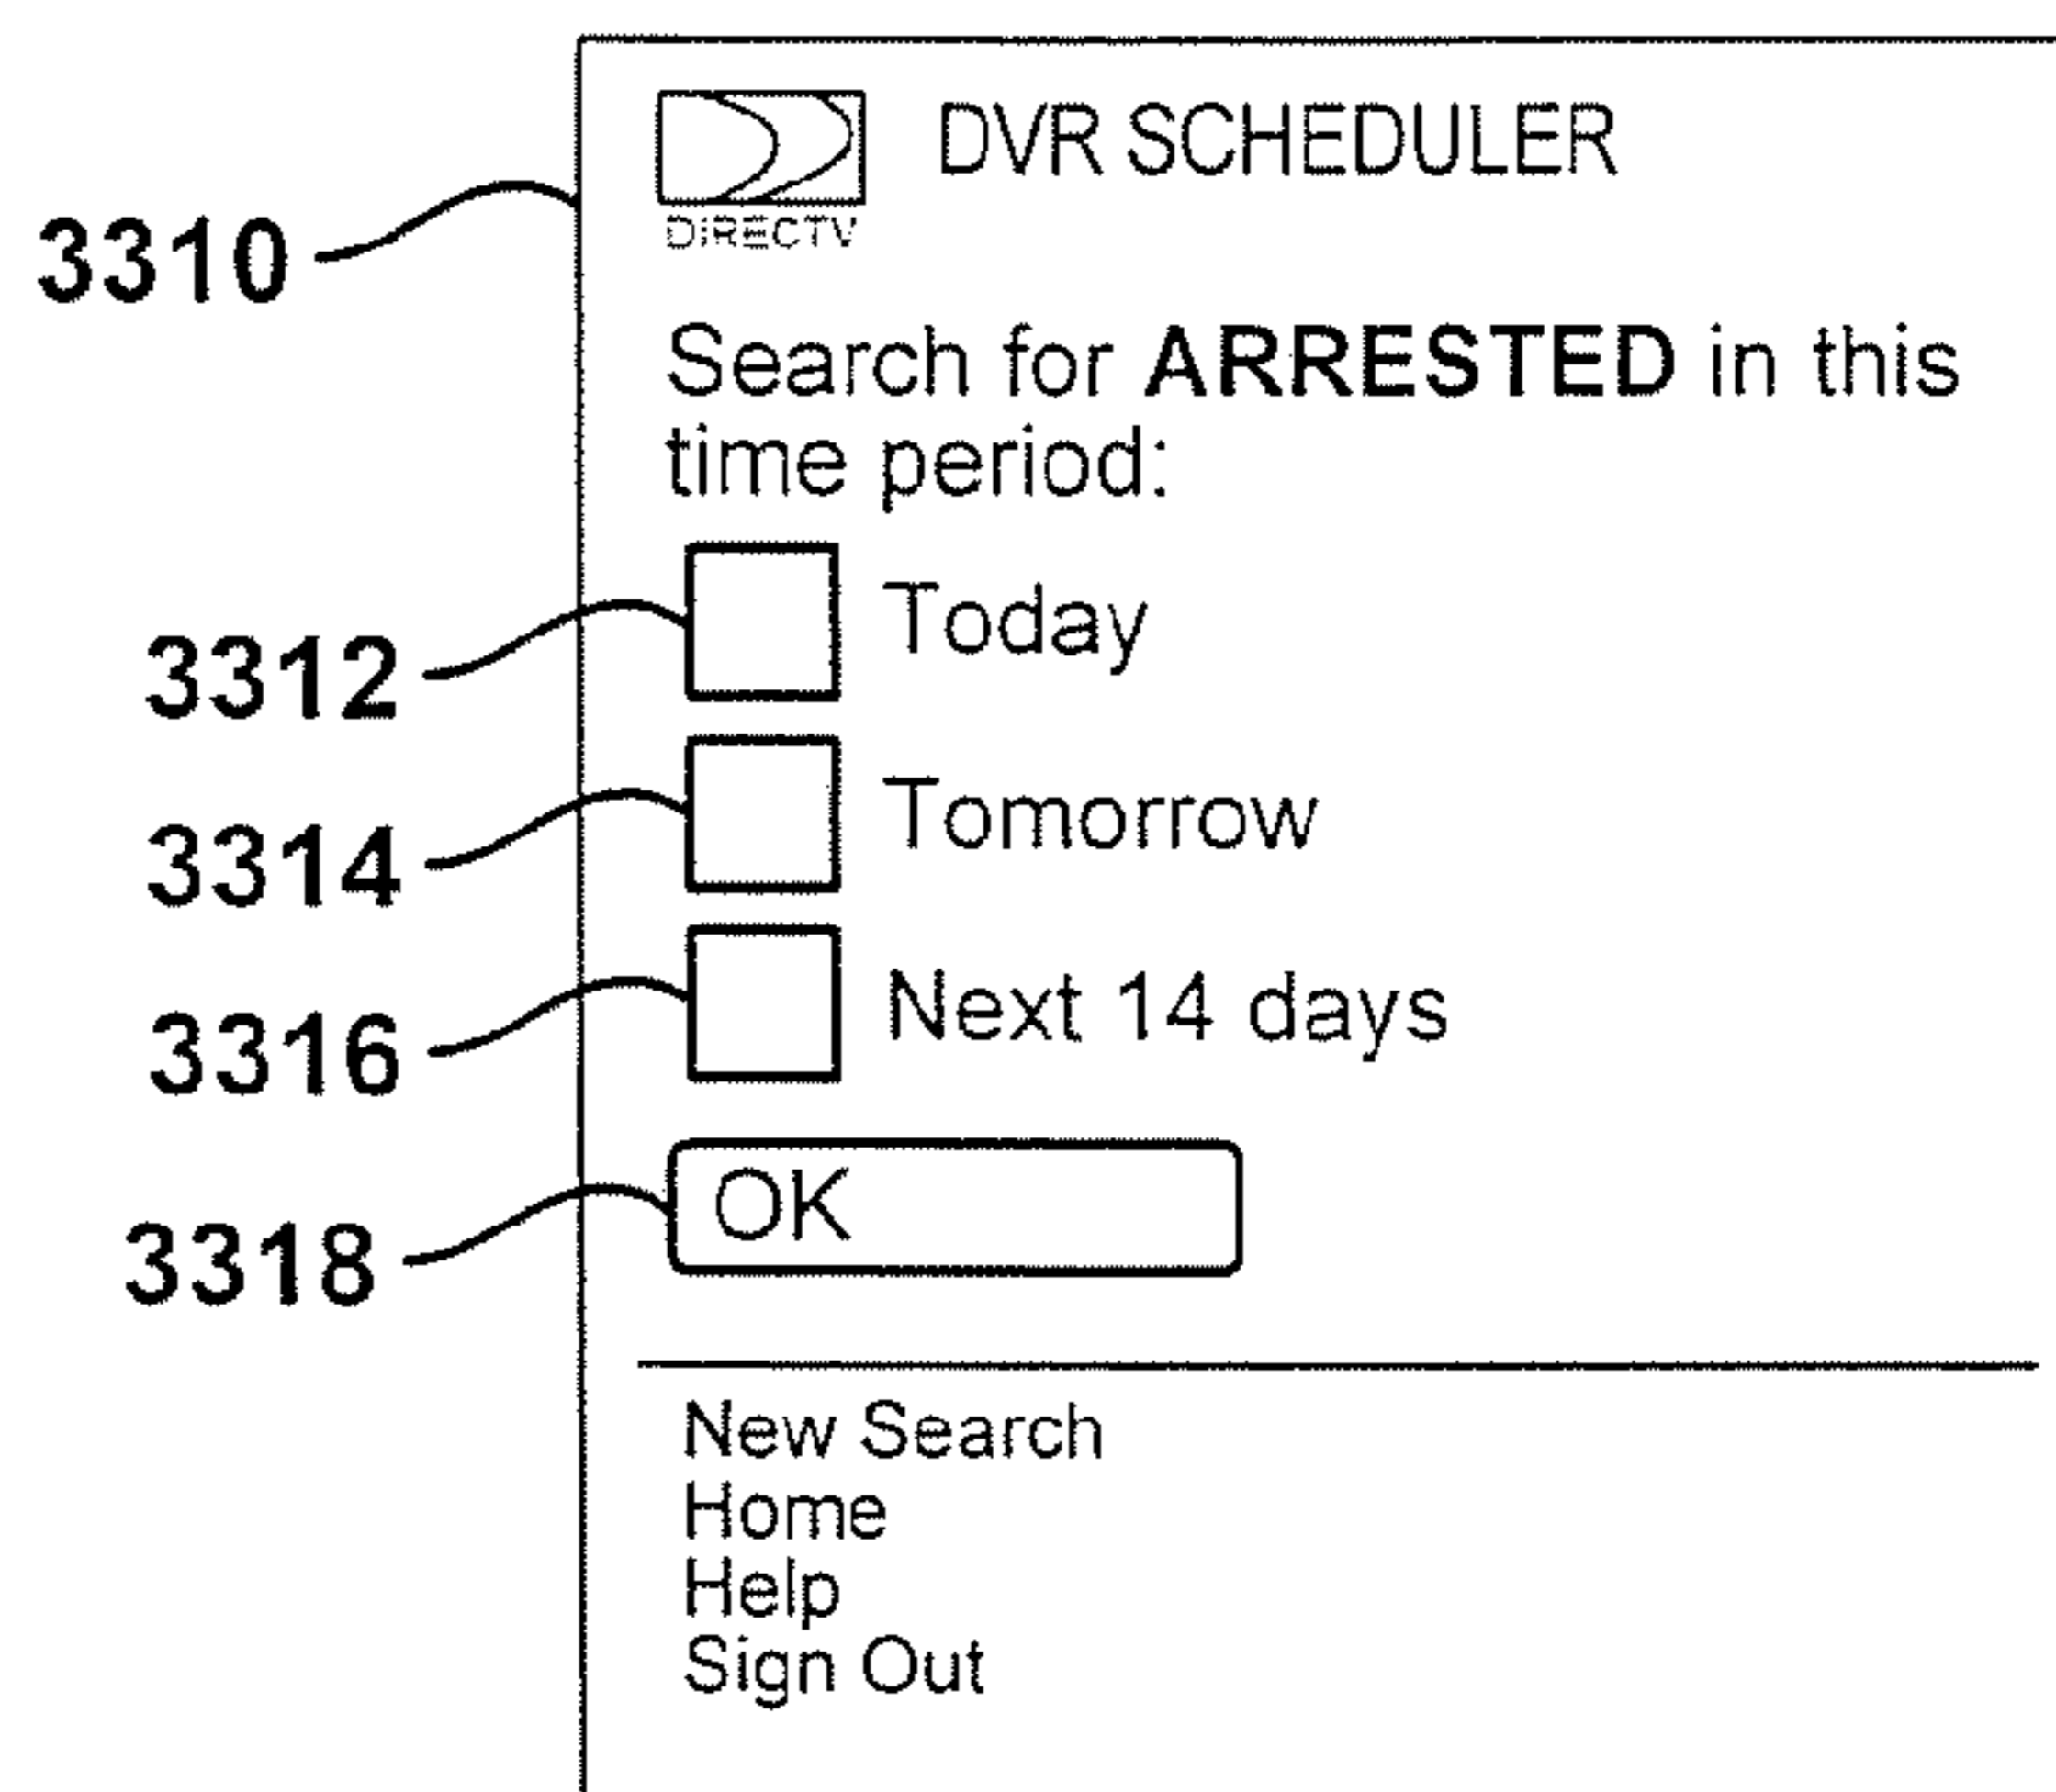 DVR SCHEDULER
DIRECTV
3310
Search for ARRESTED in this
time period:
3312
Today
3314
Tomorrow
3316
Next 14 days
3318
OK
New Search
Home
Help
Sign Out